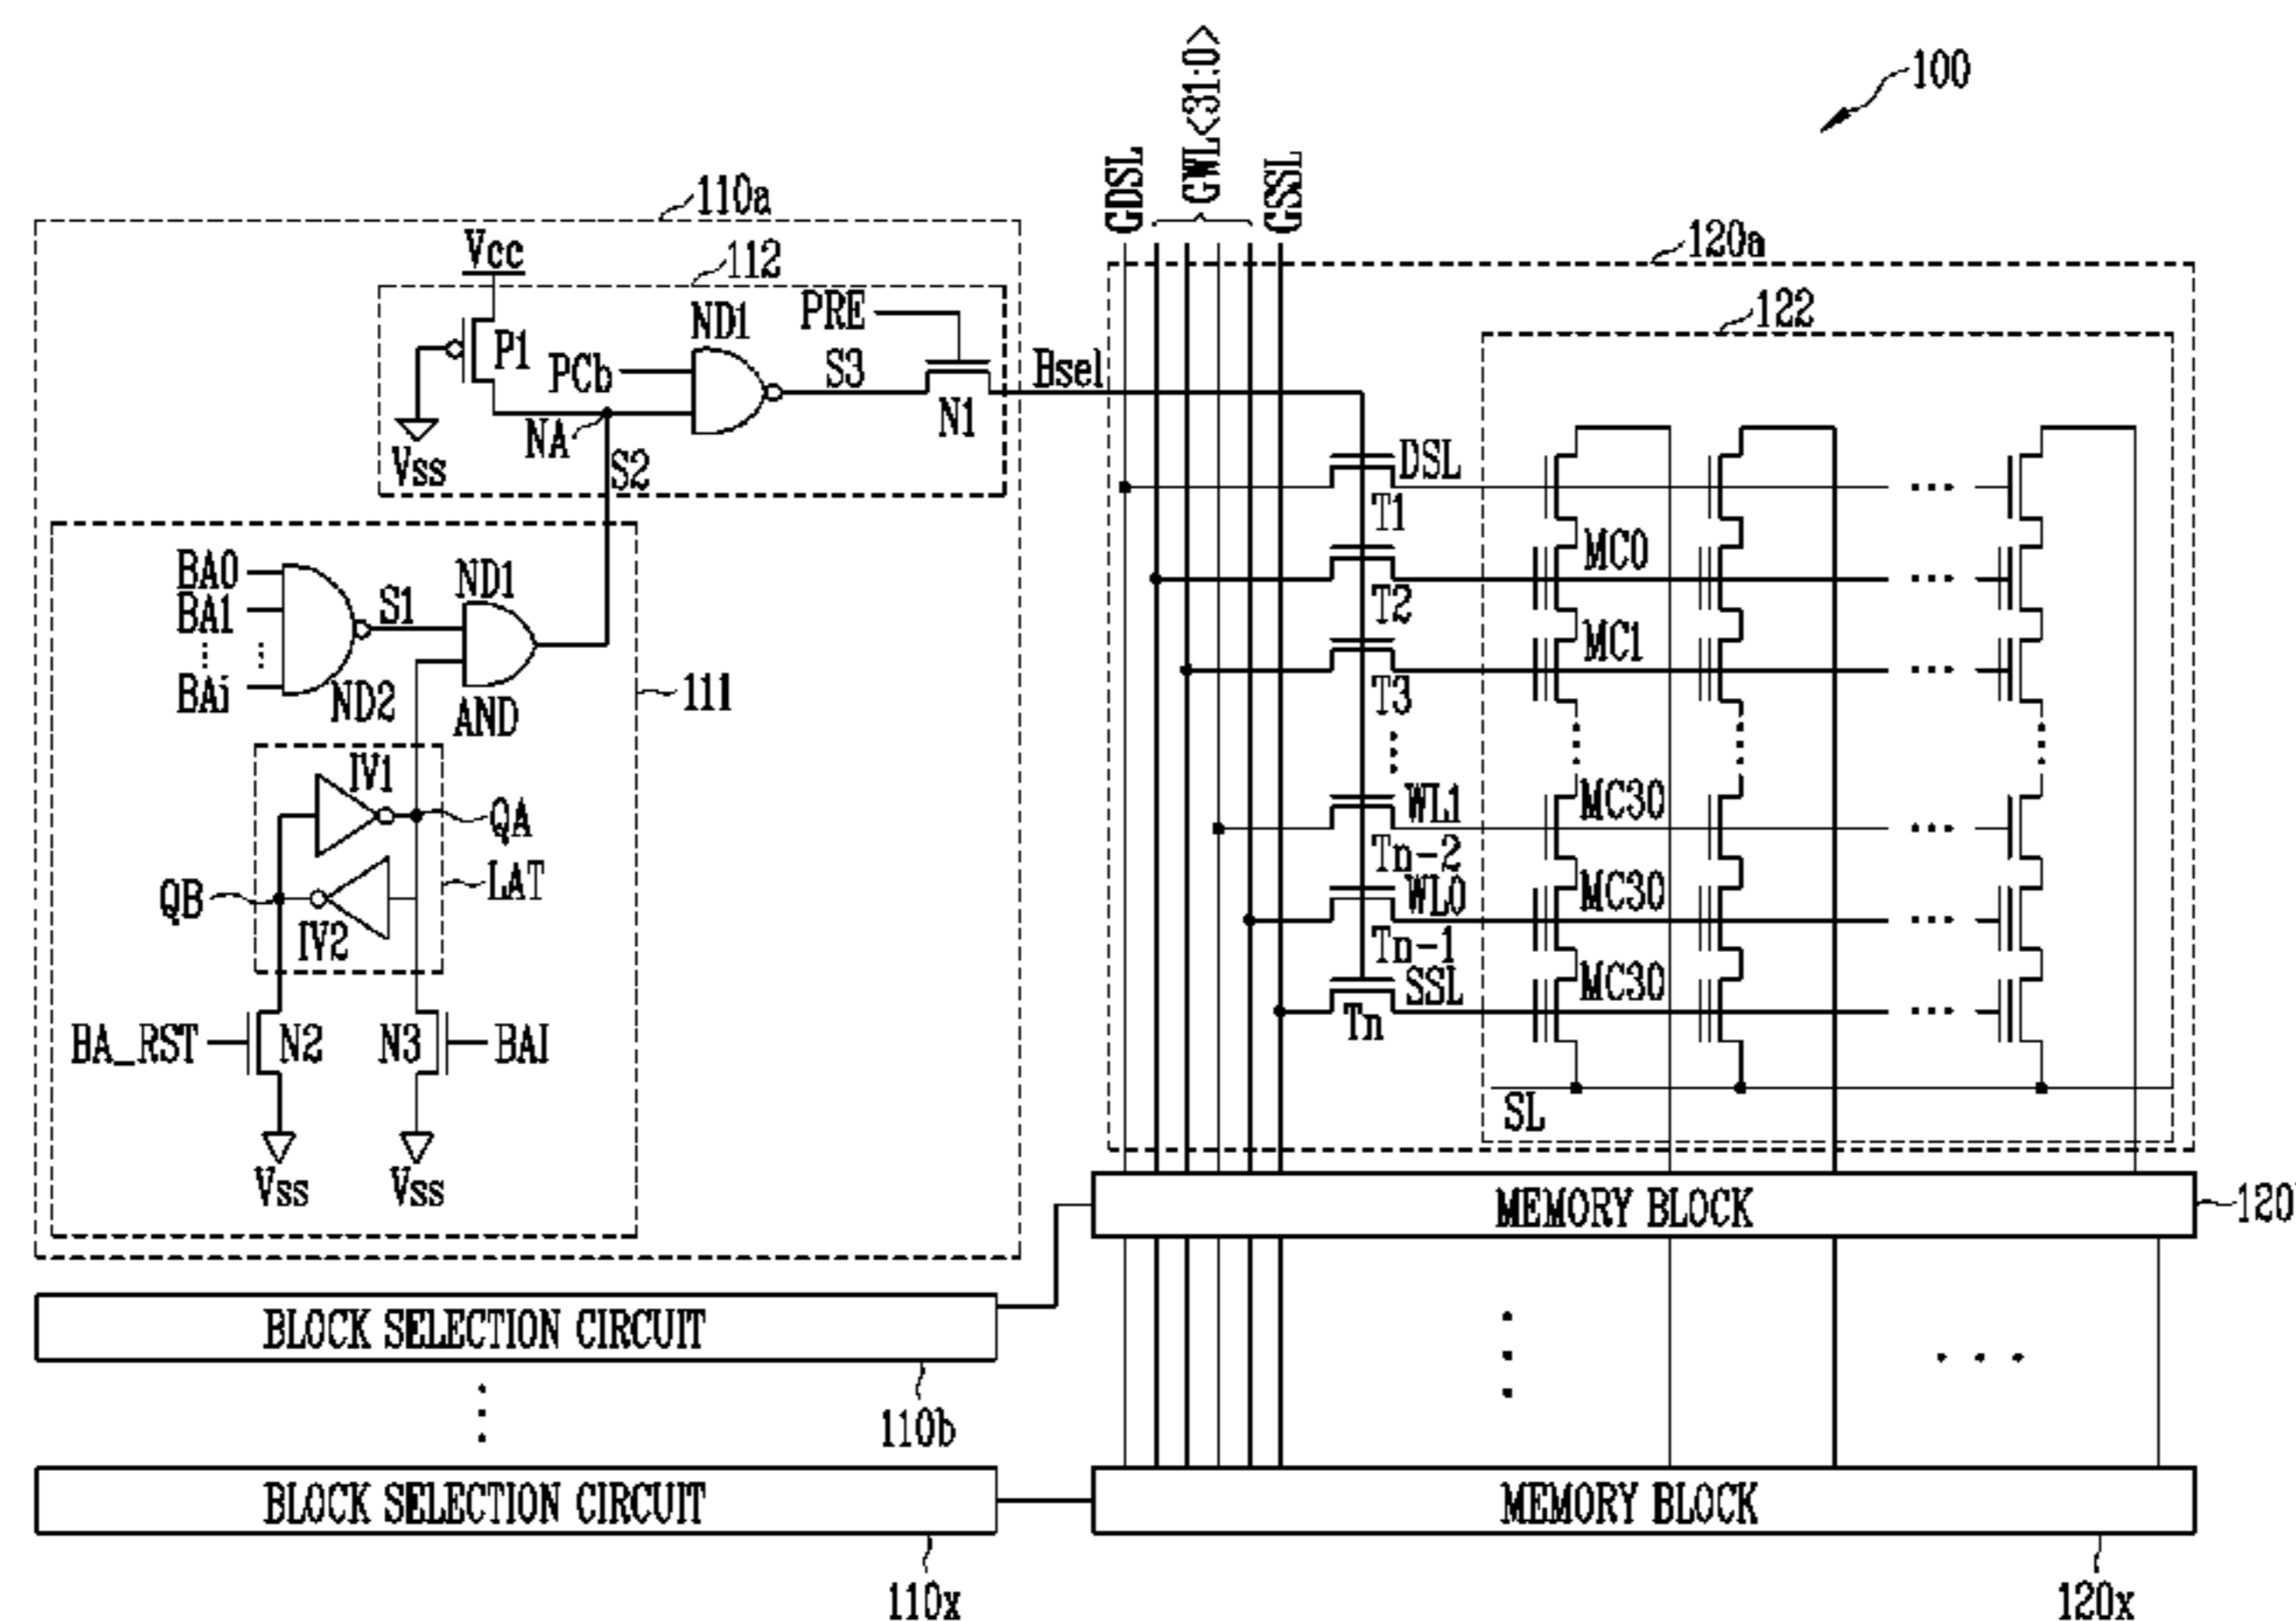 100
GDSL
GWL<31:0>
GSSL
110a
Vcc
112
P1
Vss
PCb
ND1
PRE
S3
N1
NA
S2
Bsel
120a
122
DSL
T1
MC0
T2
MC1
T3
WL1
MC30
Tn-2
WL0
MC30
Tn-1
SSL
MC30
Tn
SL
BA0
BA1
BAi
S1
ND1
ND2
AND
111
IV1
QA
QB
IV2
LAT
BA_RST
N2
N3
BAI
Vss
Vss
MEMORY BLOCK
120
BLOCK SELECTION CIRCUIT
110b
BLOCK SELECTION CIRCUIT
110x
MEMORY BLOCK
120x